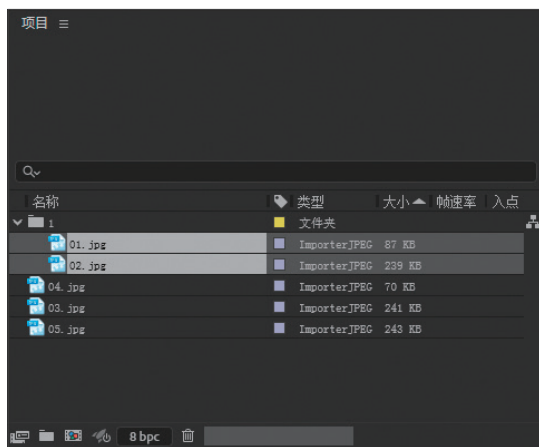 项目
名称 类型 大小 帧速率 入点
1 文件夹
01.jpg ImporterJPEG 87 KB
02.jpg ImporterJPEG 239 KB
04.jpg ImporterJPEG 70 KB
03.jpg ImporterJPEG 241 KB
05.jpg ImporterJPEG 243 KB
8 bpc